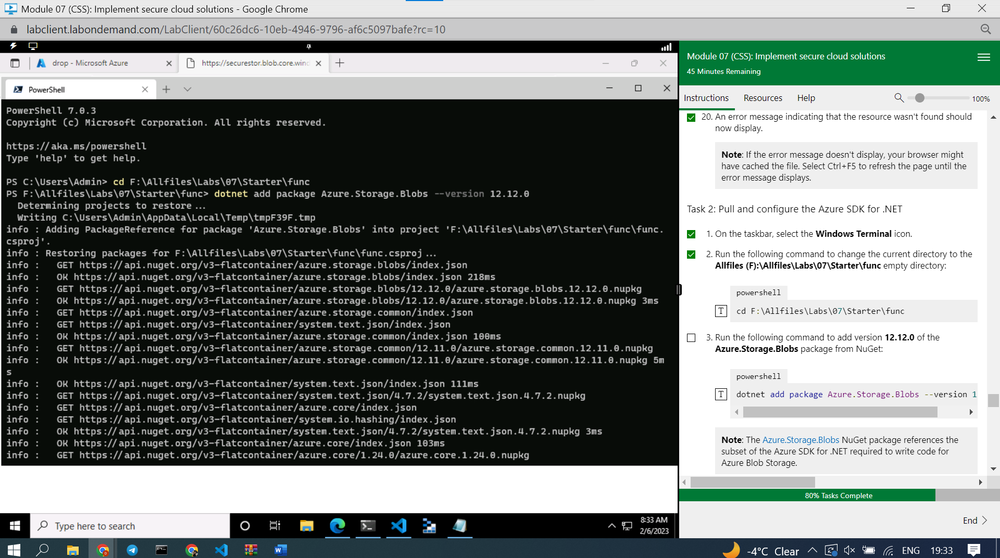 Module 07 (CSS): Implement secure cloud solutions - Google Chrome
labclient.labondemand.com/LabClient/60c26dc6-10eb-4946-9796-af6c5097bafe?rc=10
drop - Microsoft Azure
https://securestor.blob.core.wind
PowerShell
PowerShell 7.0.3
Copyright (c) Microsoft Corporation. All rights reserved.
https://aka.ms/powershell
Type 'help' to get help.
PS C:\Users\Admin> cd F:\Allfiles\Labs\07\Starter\func
PS F:\Allfiles\Labs\07\Starter\func> dotnet add package Azure.Storage.Blobs --version 12.12.0
Determining projects to restore...
Writing C:\Users\Admin\AppData\Local\Temp\tmpF39F.tmp
info : Adding PackageReference for package 'Azure.Storage.Blobs' into project 'F:\Allfiles\Labs\07\Starter\func\func.
csproj'.
info : Restoring packages for F:\Allfiles\Labs\07\Starter\func\func.csproj...
info :   GET https://api.nuget.org/v3-flatcontainer/azure.storage.blobs/index.json
info :   OK https://api.nuget.org/v3-flatcontainer/azure.storage.blobs/index.json 218ms
info :   GET https://api.nuget.org/v3-flatcontainer/azure.storage.blobs/12.12.0/azure.storage.blobs.12.12.0.nupkg
info :   OK https://api.nuget.org/v3-flatcontainer/azure.storage.blobs/12.12.0/azure.storage.blobs.12.12.0.nupkg 3ms
info :   GET https://api.nuget.org/v3-flatcontainer/azure.storage.common/index.json
info :   GET https://api.nuget.org/v3-flatcontainer/system.text.json/index.json
info :   OK https://api.nuget.org/v3-flatcontainer/azure.storage.common/index.json 100ms
info :   GET https://api.nuget.org/v3-flatcontainer/azure.storage.common/12.11.0/azure.storage.common.12.11.0.nupkg
info :   OK https://api.nuget.org/v3-flatcontainer/azure.storage.common/12.11.0/azure.storage.common.12.11.0.nupkg 5m
s
info :   OK https://api.nuget.org/v3-flatcontainer/system.text.json/index.json 111ms
info :   GET https://api.nuget.org/v3-flatcontainer/system.text.json/4.7.2/system.text.json.4.7.2.nupkg
info :   GET https://api.nuget.org/v3-flatcontainer/azure.core/index.json
info :   GET https://api.nuget.org/v3-flatcontainer/system.io.hashing/index.json
info :   OK https://api.nuget.org/v3-flatcontainer/system.text.json/4.7.2/system.text.json.4.7.2.nupkg 3ms
info :   OK https://api.nuget.org/v3-flatcontainer/azure.core/index.json 103ms
info :   GET https://api.nuget.org/v3-flatcontainer/azure.core/1.24.0/azure.core.1.24.0.nupkg
Type here to search
8:33 AM
2/6/2023
Module 07 (CSS): Implement secure cloud solutions
45 Minutes Remaining
Instructions Resources Help 100%
20. An error message indicating that the resource wasn't found should
now display.
Note: If the error message doesn't display, your browser might
have cached the file. Select Ctrl+F5 to refresh the page until the
error message displays.
Task 2: Pull and configure the Azure SDK for .NET
1. On the taskbar, select the Windows Terminal icon.
2. Run the following command to change the current directory to the
Allfiles (F):\Allfiles\Labs\07\Starter\func empty directory:
powershell
T cd F:\Allfiles\Labs\07\Starter\func
3. Run the following command to add version 12.12.0 of the
Azure.Storage.Blobs package from NuGet:
powershell
T dotnet add package Azure.Storage.Blobs --version 1
Note: The Azure.Storage.Blobs NuGet package references the
subset of the Azure SDK for .NET required to write code for
Azure Blob Storage.
80% Tasks Complete
End
-4°C Clear ENG 19:33